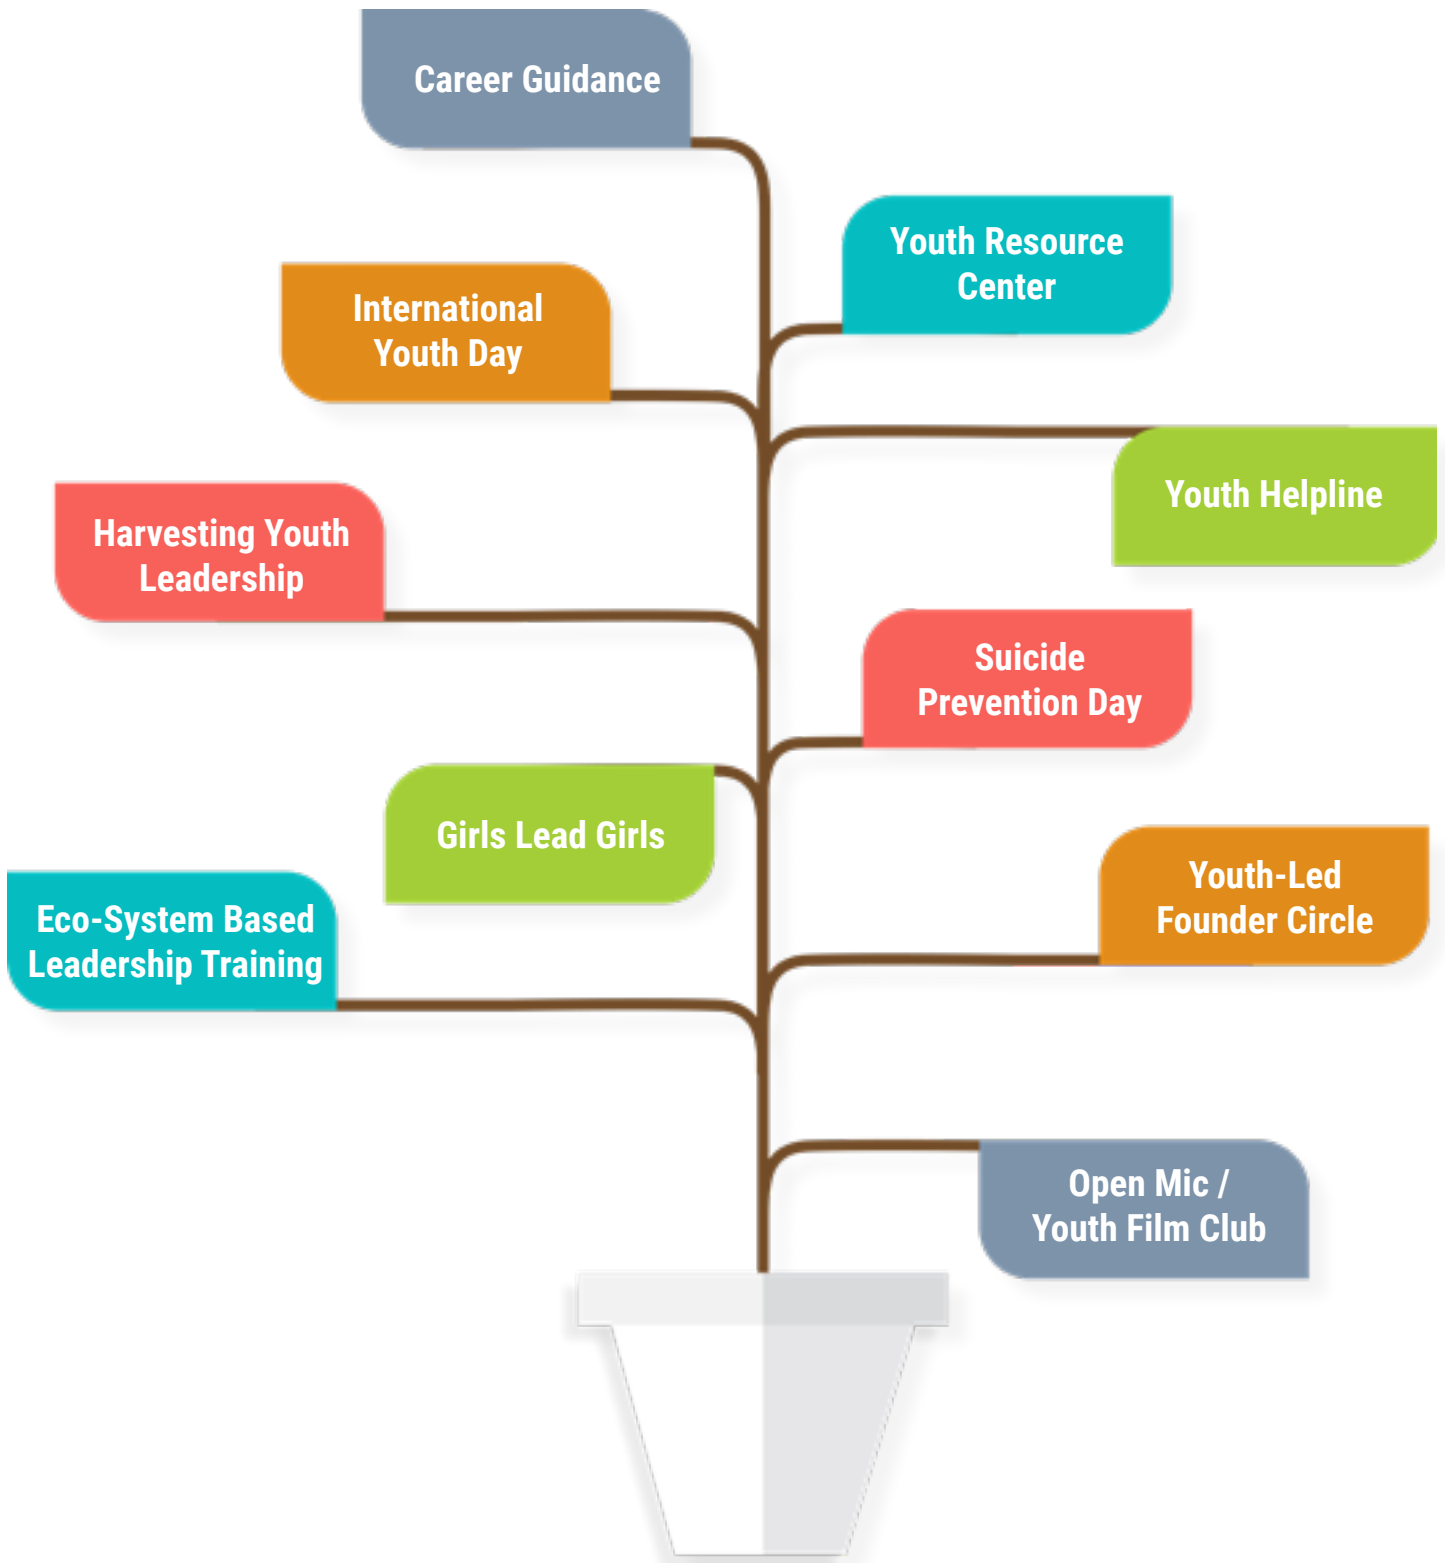 Career Guidance
Youth Resource
Center
International
Youth Day
Youth Helpline
Harvesting Youth
Leadership
Suicide
Prevention Day
Girls Lead Girls
Youth-Led
Founder Circle
Eco-System Based
Leadership Training
Open Mic /
Youth Film Club